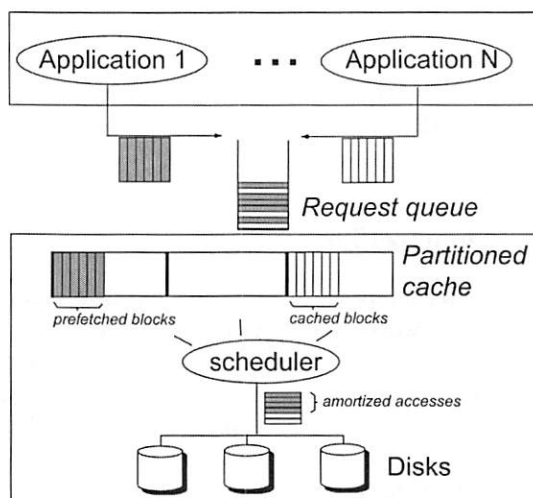 Application 1
...
Application N
Request queue
Partitioned
cache
prefetched blocks
cached blocks
scheduler
amortized accesses
Disks